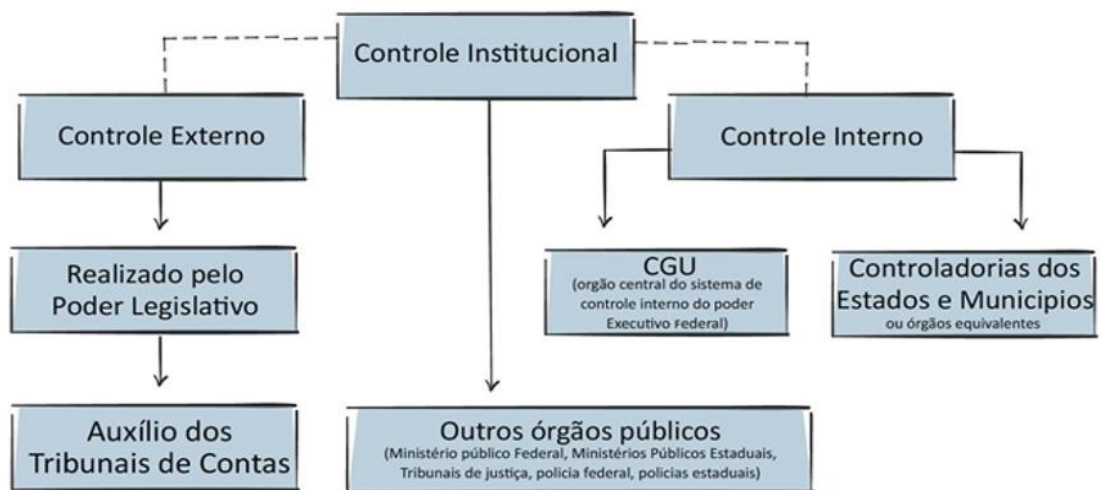 Controle Institucional
Controle Externo
Controle Interno
Realizado pelo
Poder Legislativo
CGU
(orgão central do sistema de
controle interno do poder
Executivo Federal)
Controladorias dos
Estados e Municipios
ou órgãos equivalentes
Auxílio dos
Tribunais de Contas
Outros órgãos públicos
(Ministério público Federal, Ministérios Públicos Estaduais,
Tribunais de justiça, policia federal, policias estaduais)